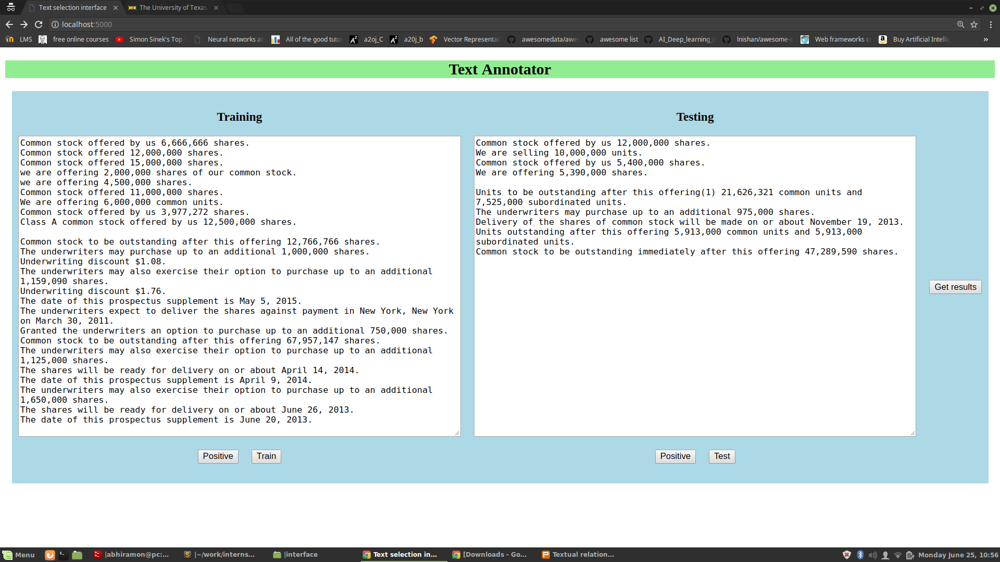 Text selection interface
The University of Texas
localhost:5000
LMS
free online courses
Simon Sinek's Top
Neural networks
All of the good
a2oj_C
a20j_b
Vector
awesomedata/
awesome list
AI_Deep_learning_
lnishan/awesome-
Web frameworks
Buy Artificial
»
Text Annotator
Training
Common stock offered by us 6,666,666 shares.
Common stock offered 12,000,000 shares.
Common stock offered 15,000,000 shares.
we are offering 2,000,000 shares of our common stock.
we are offering 4,500,000 shares.
Common stock offered 11,000,000 shares.
We are offering 6,000,000 common units.
Common stock offered by us 3,977,272 shares.
Class A common stock offered by us 12,500,000 shares.
Common stock to be outstanding after this offering 12,766,766 shares.
The underwriters may purchase up to an additional 1,000,000 shares.
Underwriting discount $1.08.
The underwriters may also exercise their option to purchase up to an additional
1,159,090 shares.
Underwriting discount $1.76.
The date of this prospectus supplement is May 5, 2015.
The underwriters expect to deliver the shares against payment in New York, New York
on March 30, 2011.
Granted the underwriters an option to purchase up to an additional 750,000 shares.
Common stock to be outstanding after this offering 67,957,147 shares.
The underwriters may also exercise their option to purchase up to an additional
1,125,000 shares.
The shares will be ready for delivery on or about April 14, 2014.
The date of this prospectus supplement is April 9, 2014.
The underwriters may also exercise their option to purchase up to an additional
1,650,000 shares.
The shares will be ready for delivery on or about June 26, 2013.
The date of this prospectus supplement is June 20, 2013.
Positive
Train
Testing
Common stock offered by us 12,000,000 shares.
We are selling 10,000,000 units.
Common stock offered by us 5,400,000 shares.
We are offering 5,390,000 shares.
Units to be outstanding after this offering(1) 21,626,321 common units and
7,525,000 subordinated units.
The underwriters may purchase up to an additional 975,000 shares.
Delivery of the shares of common stock will be made on or about November 19, 2013.
Units outstanding after this offering 5,913,000 common units and 5,913,000
subordinated units.
Common stock to be outstanding immediately after this offering 47,289,590 shares.
Positive
Test
Get results
Menu
|abhiramon@pc:...
|~/work/interns...
|interface
Text selection in...
[Downloads - Go...
Textual relation...
Monday June 25, 10:56